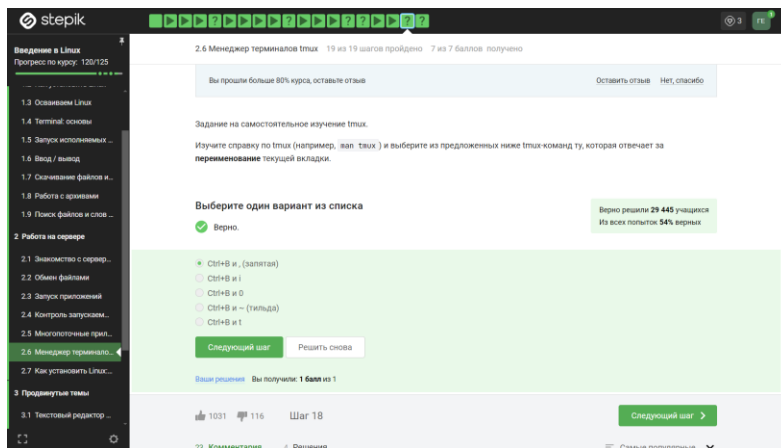 stepik
3
ГЕ
Введение в Linux
Прогресс по курсу: 120/125
2.6 Менеджер терминалов tmux 19 из 19 шагов пройдено 7 из 7 баллов получено
Вы прошли больше 80% курса, оставьте отзыв
Оставить отзыв Нет, спасибо
1.3 Осваиваем Linux
1.4 Terminal: основы
1.5 Запуск исполняемых ...
1.6 Ввод / вывод
1.7 Скачивание файлов и...
1.8 Работа с архивами
1.9 Поиск файлов и слов ...
2 Работа на сервере
2.1 Знакомство с сервер...
2.2 Обмен файлами
2.3 Запуск приложений
2.4 Контроль запускаем...
2.5 Многопоточные прил...
2.6 Менеджер терминало...
2.7 Как установить Linux:...
3 Продвинутые темы
3.1 Текстовый редактор ...
Задание на самостоятельное изучение tmux.
Изучите справку по tmux (например, man tmux ) и выберите из предложенных ниже tmux-команд ту, которая отвечает за
переименование текущей вкладки.
Выберите один вариант из списка
Верно.
Верно решили 29 445 учащихся
Из всех попыток 54% верных
Ctrl+B и , (запятая)
Ctrl+B и i
Ctrl+B и 0
Ctrl+B и ~ (тильда)
Ctrl+B и t
Следующий шаг Решить снова
Ваши решения Вы получили: 1 балл из 1
1031 116 Шаг 18 Следующий шаг
Комментария Решения Самые популярные